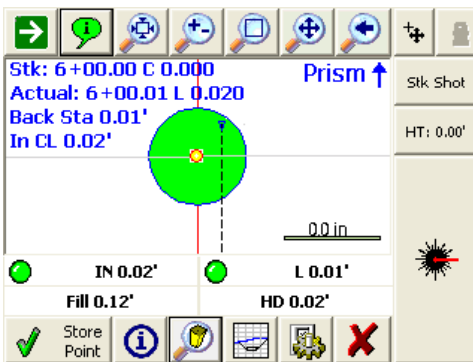 Stk: 6+00.00 C 0.000
Prism
Actual: 6+00.01 L 0.020
Back Sta 0.01'
In CL 0.02'
Stk Shot
HT: 0.00'
0.0 in
IN 0.02'
L 0.01'
Fill 0.12'
HD 0.02'
Store
Point